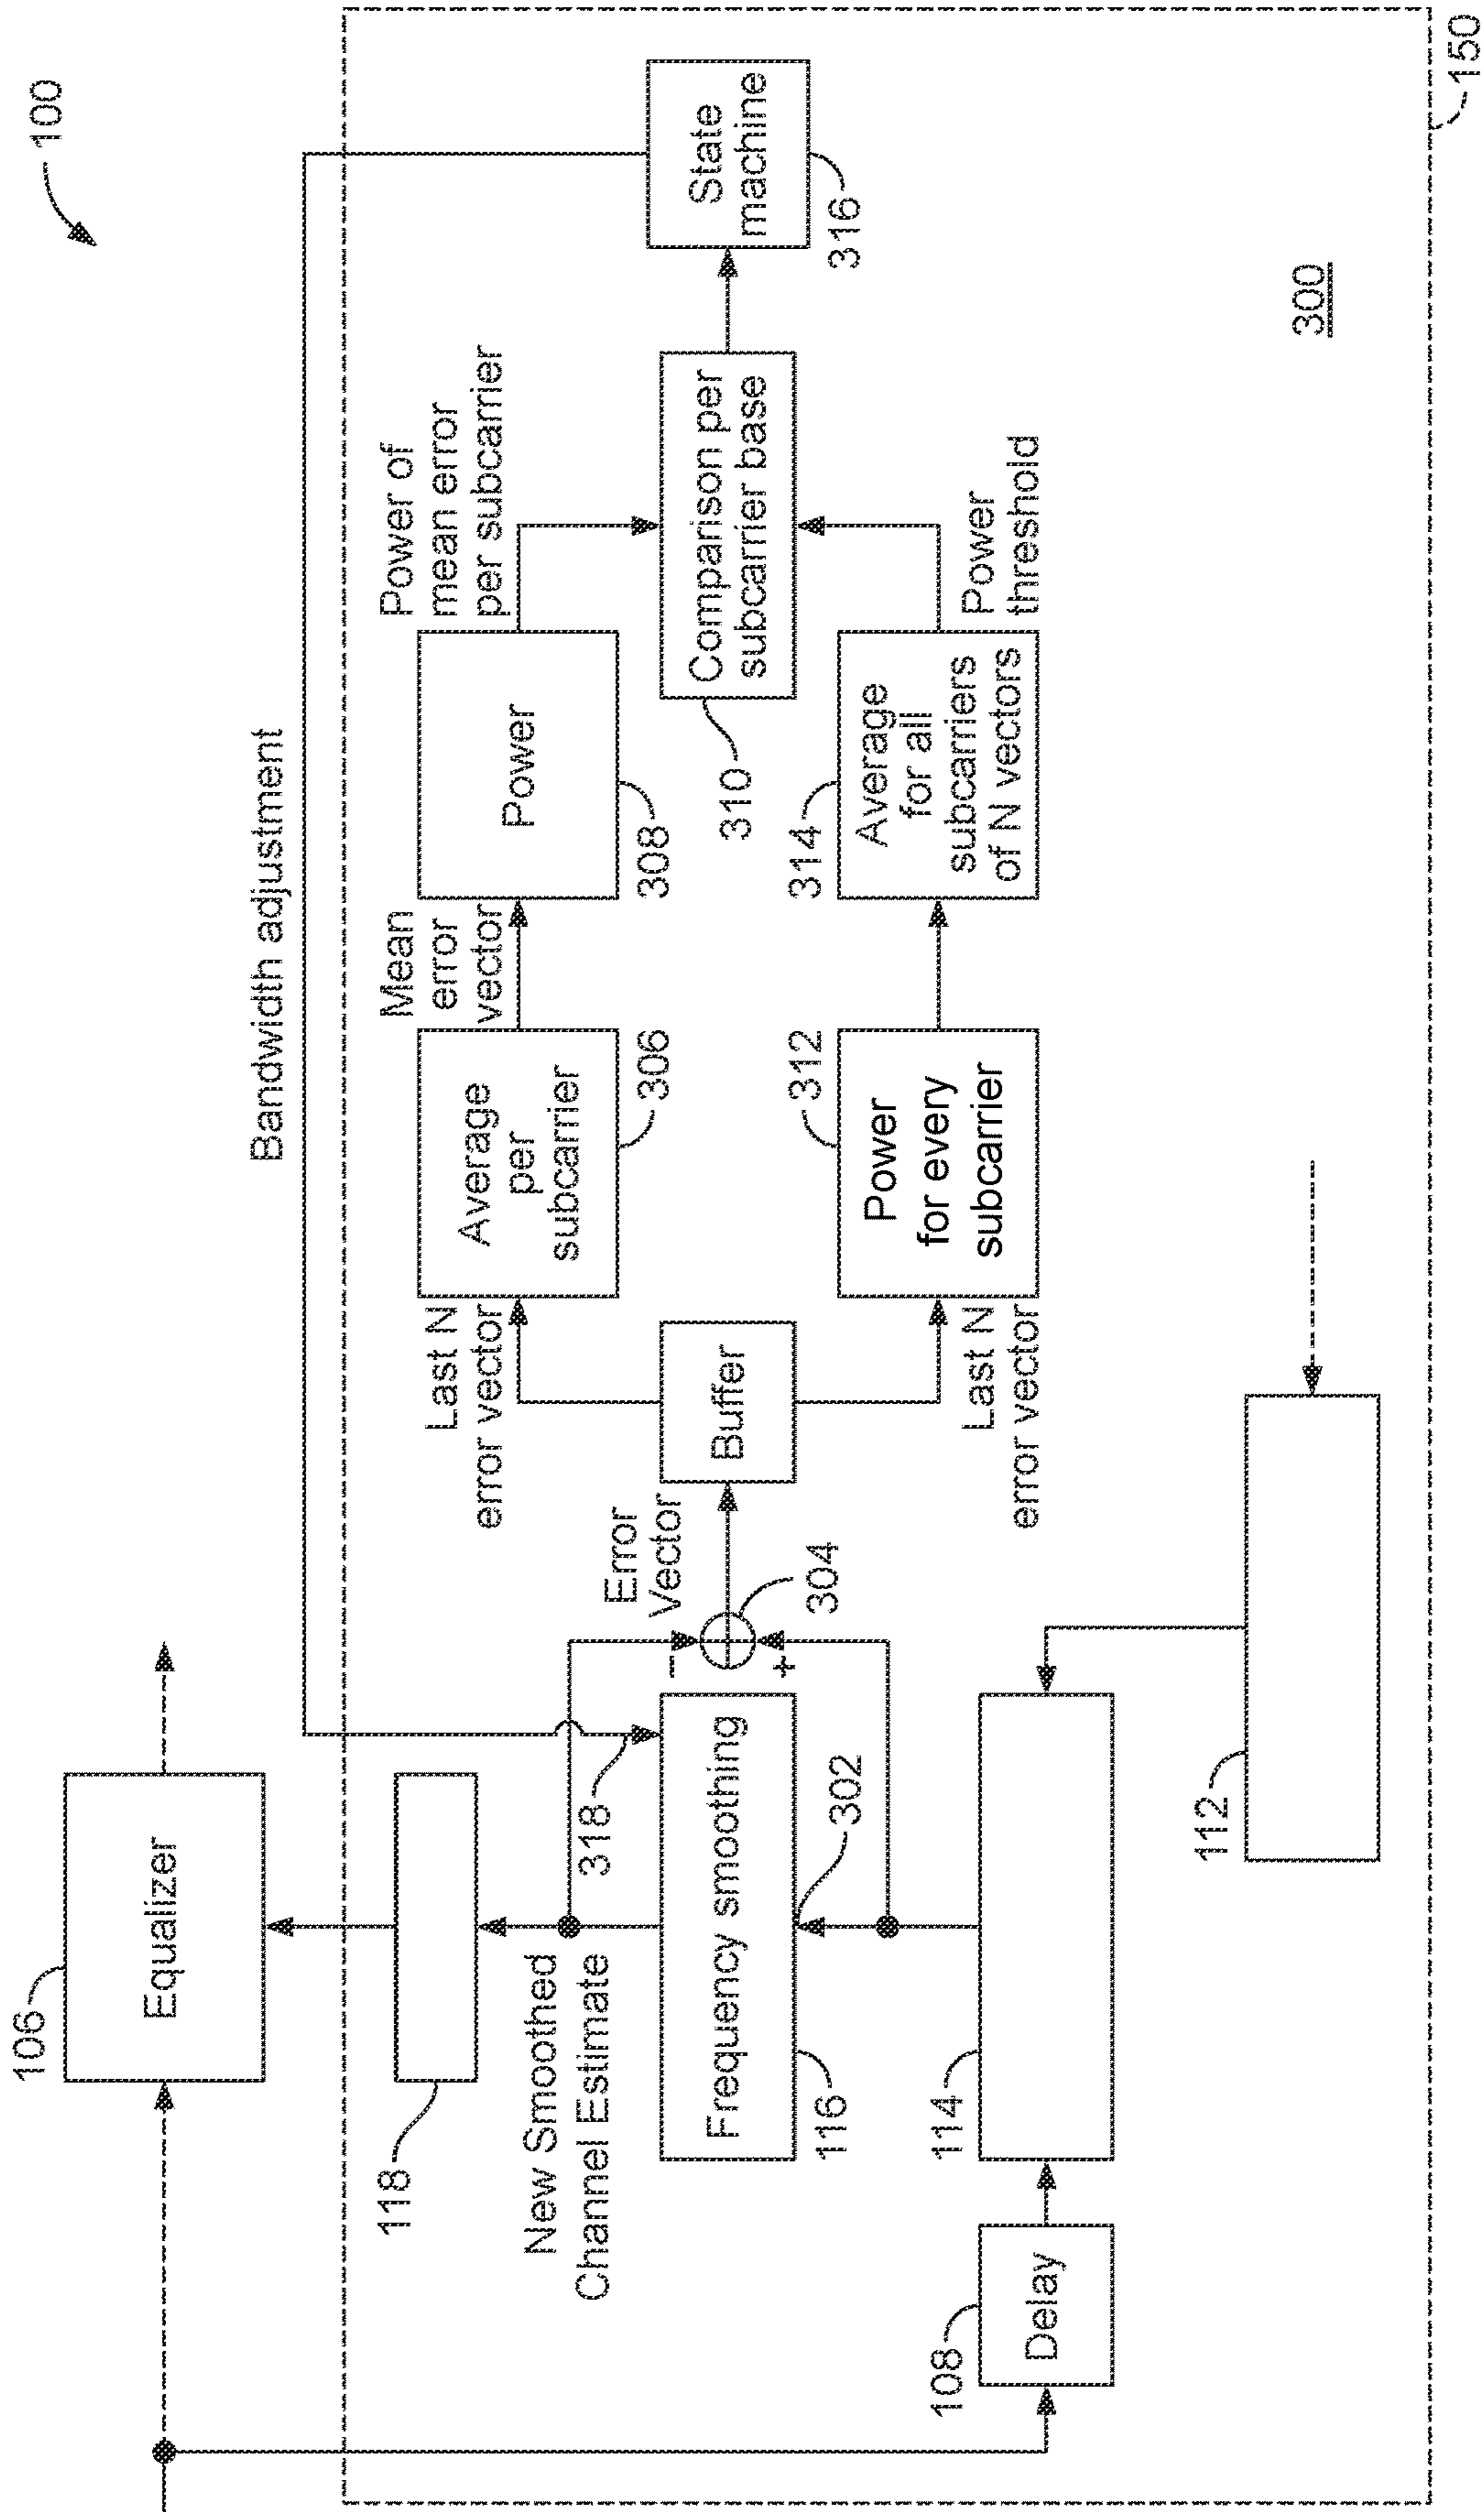 100
106
Equalizer
Bandwidth adjustment
118
New Smoothed
Channel Estimate
318
Error
Vector
Last N
error vector
Average
per
subcarrier
306
Mean
error
vector
Power
308
Power of
mean error
per subcarrier
Frequency smoothing
116
302
−
+
304
Buffer
310
Comparison per
subcarrier base
State
machine
316
108
Delay
114
Last N
error vector
312
Power
for every
subcarrier
314
Average
for all
subcarriers
of N vectors
Power
threshold
112
300
150